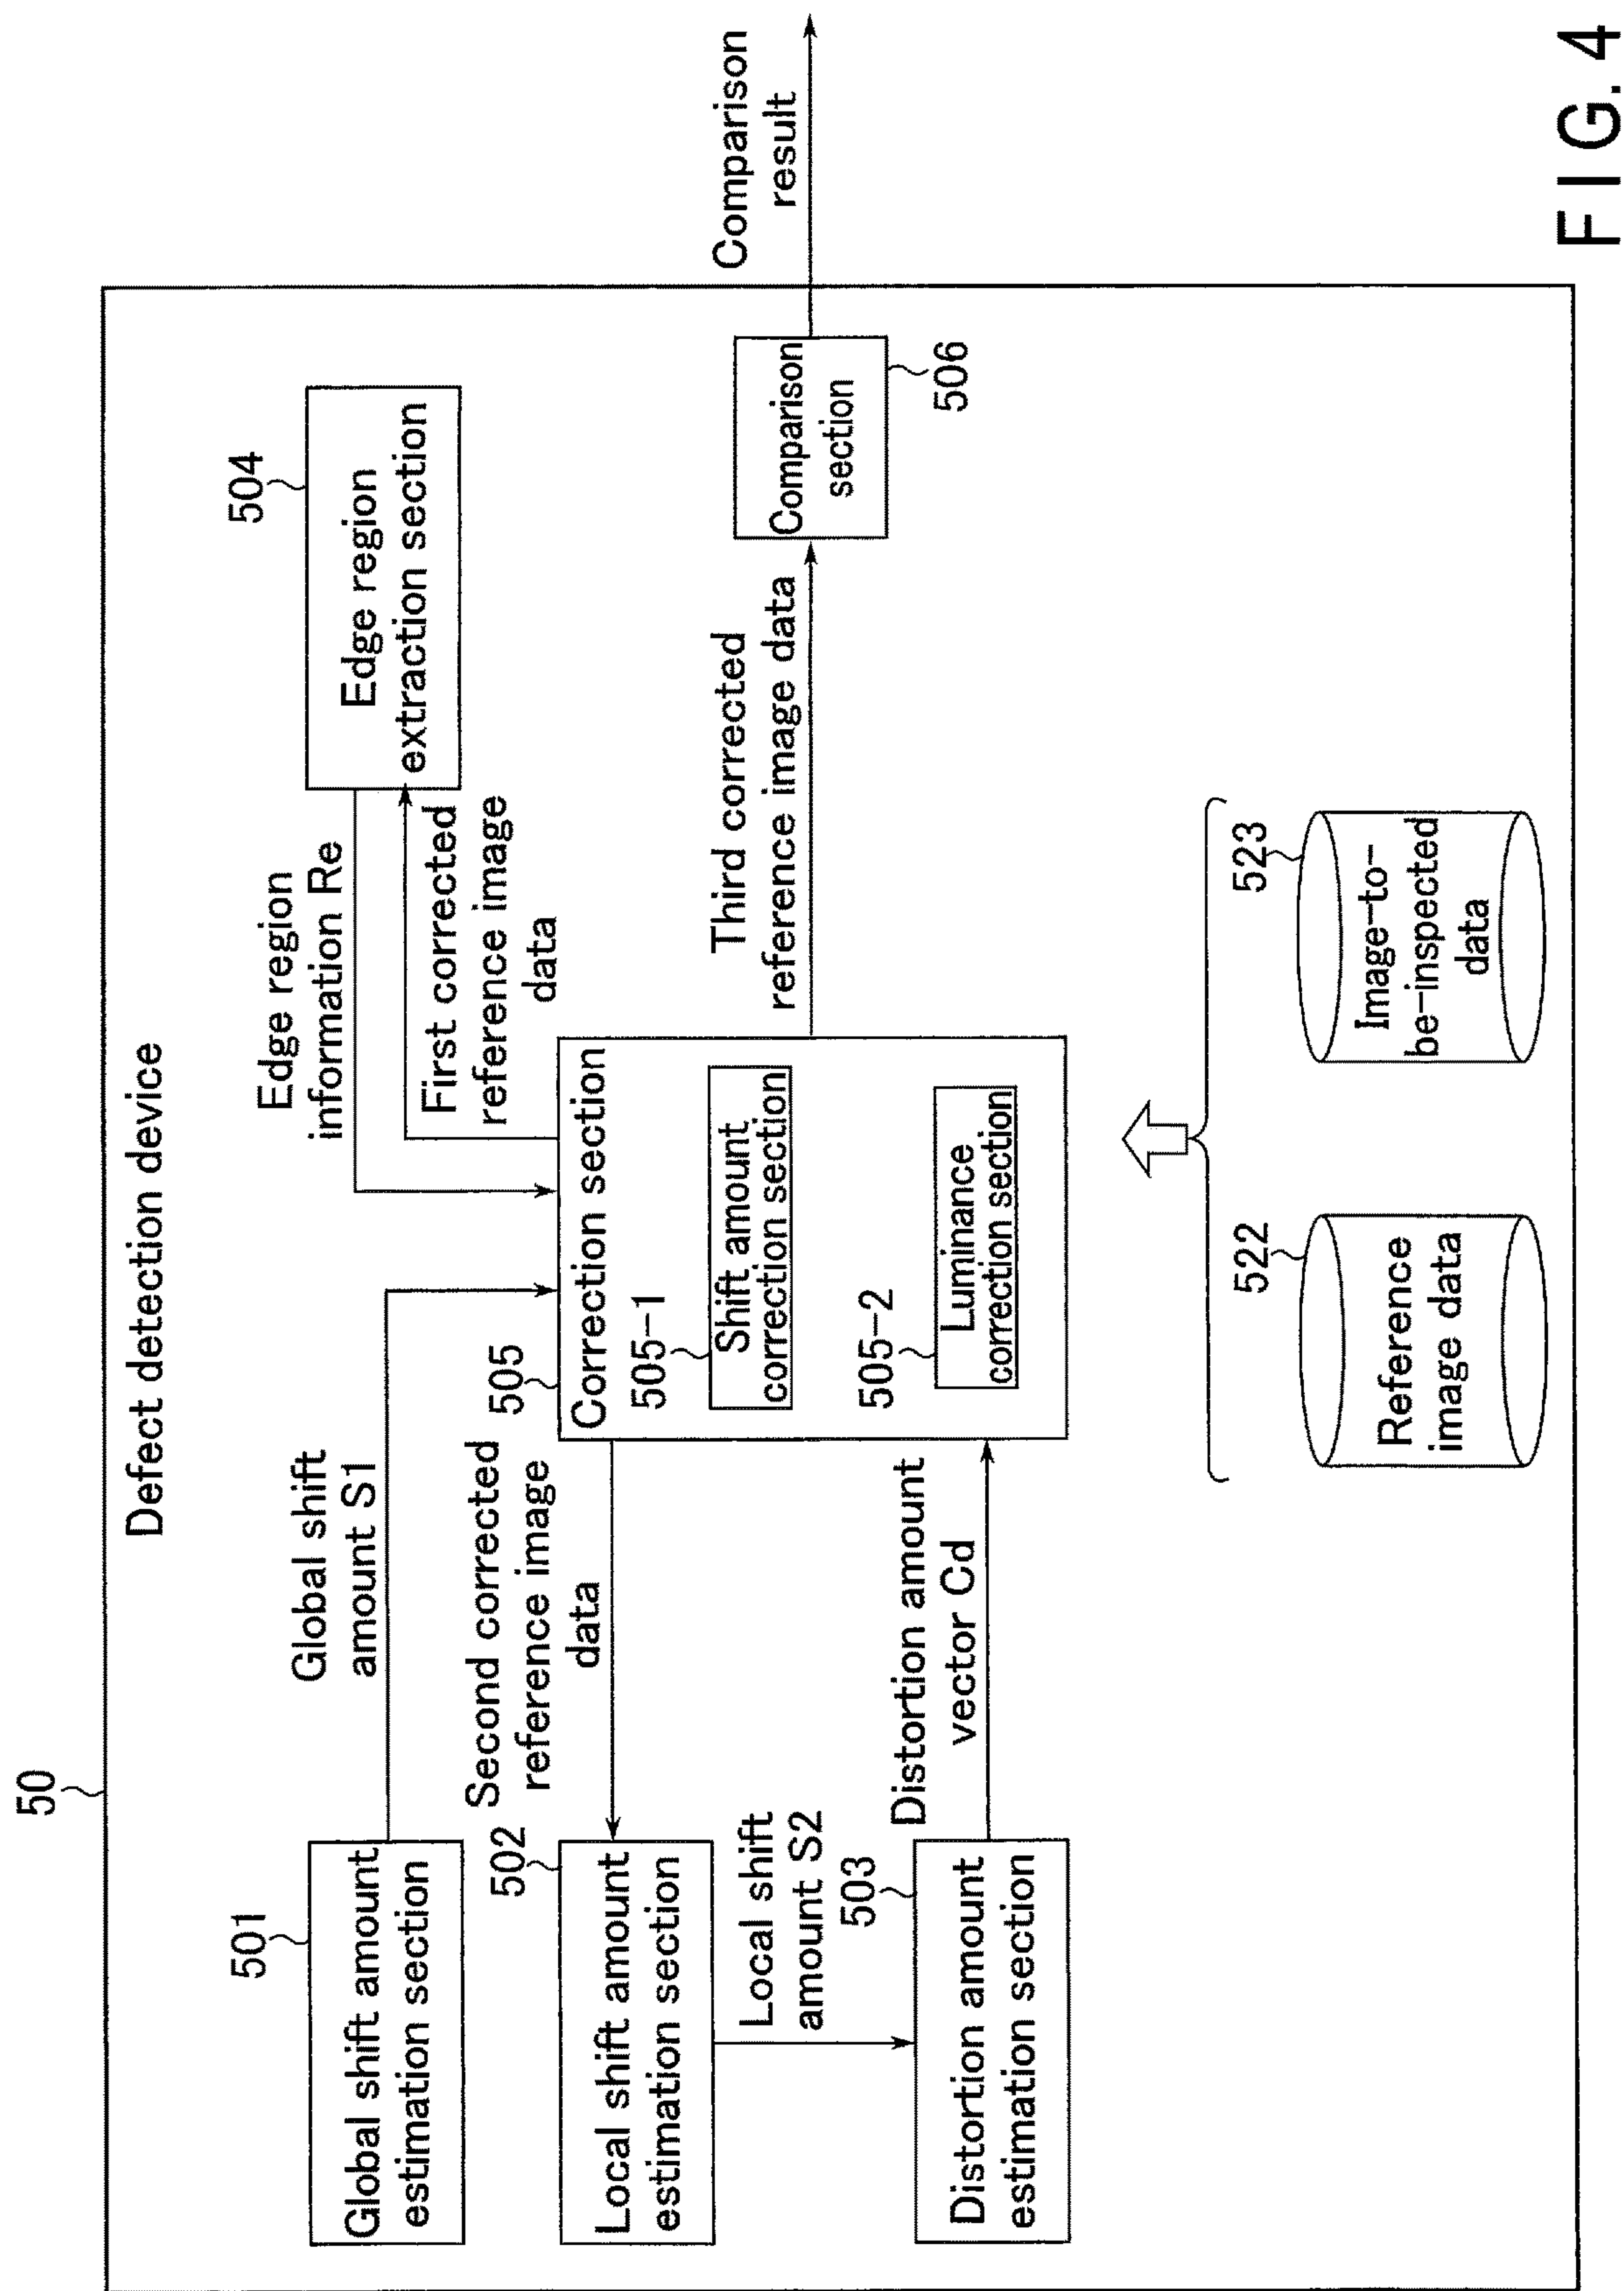 50
Defect detection device
501
Global shift amount
estimation section
Global shift
amount S1
Edge region
information Re
504
Edge region
extraction section
First corrected
reference image
data
502
Local shift amount
estimation section
Second corrected
reference image
data
505
Correction section
505-1
Shift amount
correction section
505-2
Luminance
correction section
Third corrected
reference image data
Comparison
section
506
Comparison
result
Local shift
amount S2
503
Distortion amount
estimation section
Distortion amount
vector Cd
522
Reference
image data
523
Image-to-
be-inspected
data
FIG. 4